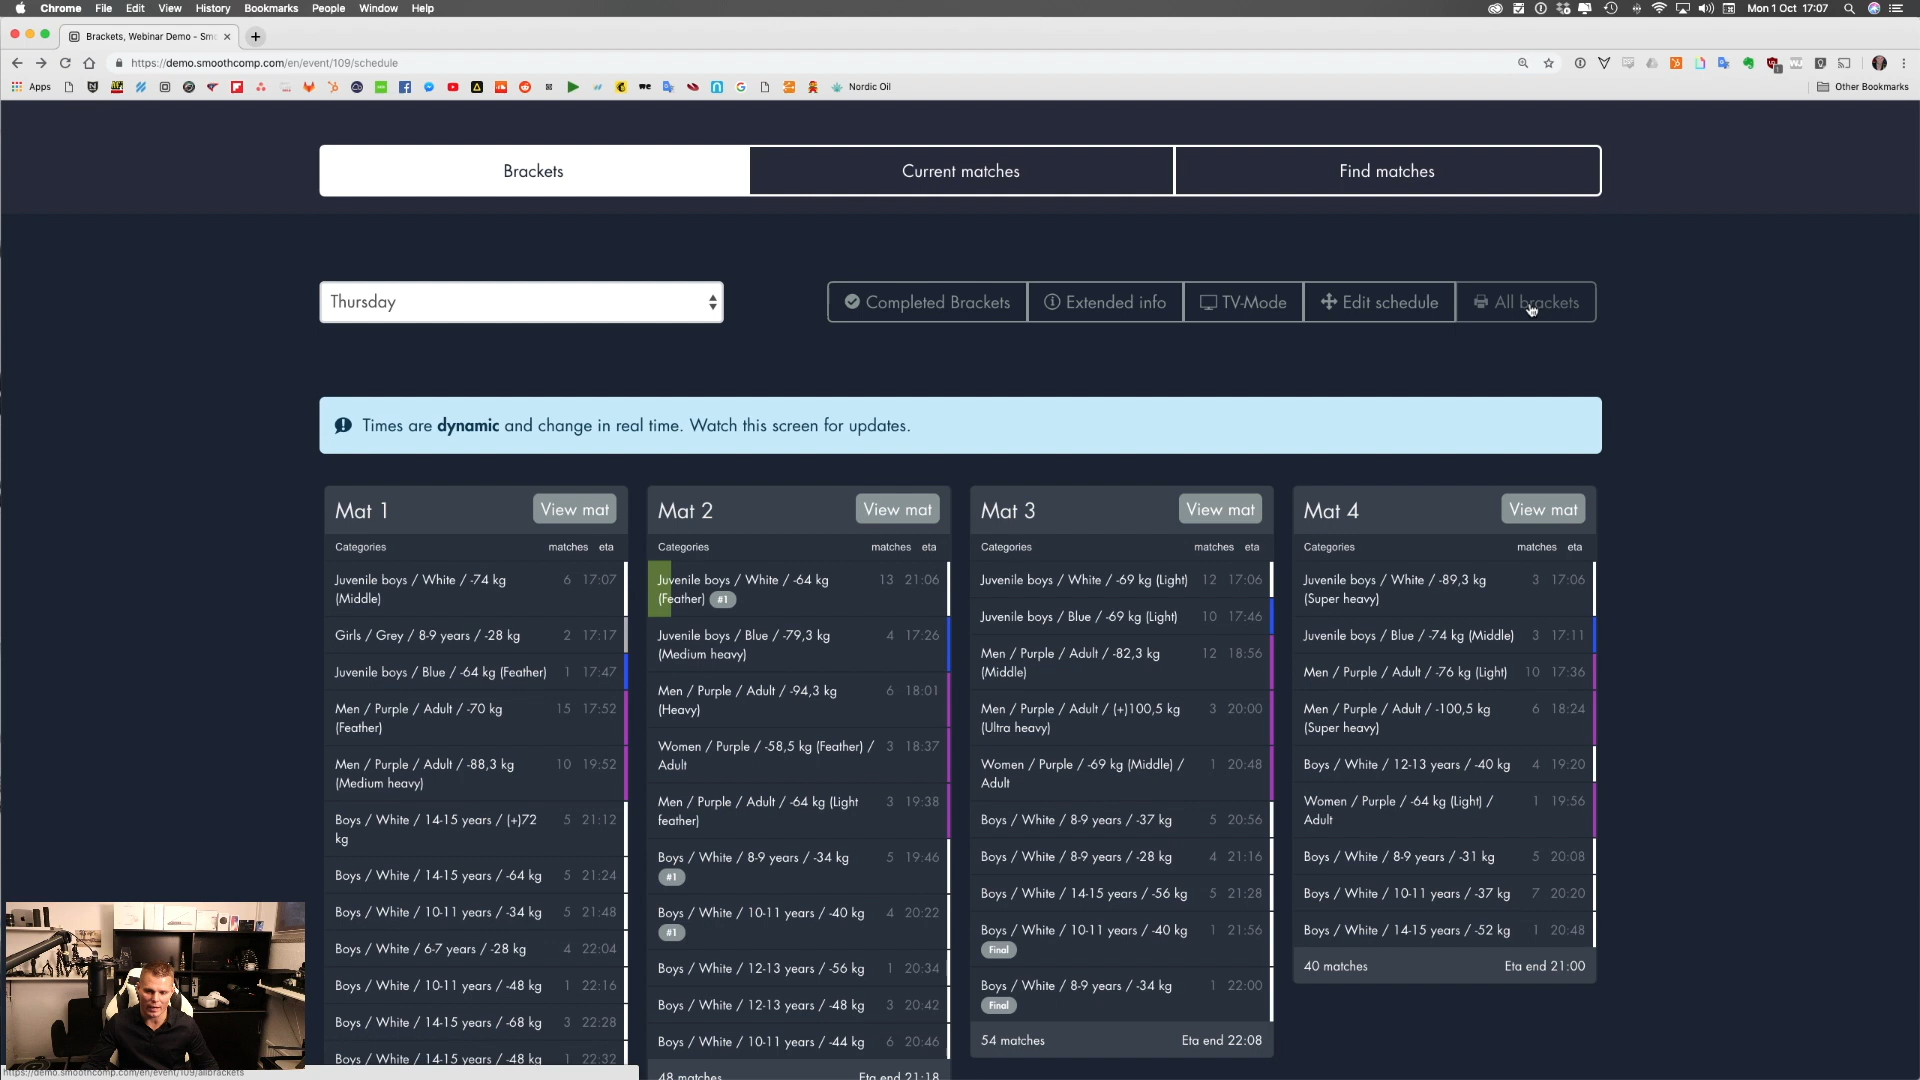 Chrome File Edit View History Bookmarks People Window Help
Mon 1 Oct 17:07
Brackets, Webinar Demo - Smo
https://demo.smoothcomp.com/en/event/109/schedule
Apps
Nordic Oil
Other Bookmarks
Brackets
Current matches
Find matches
Thursday
Completed Brackets
Extended info
TV-Mode
Edit schedule
All brackets
Times are dynamic and change in real time. Watch this screen for updates.
Mat 1
View mat
Categories matches eta
Juvenile boys / White / -74 kg 6 17:07
(Middle)
Girls / Grey / 8-9 years / -28 kg 2 17:17
Juvenile boys / Blue / -64 kg (Feather) 1 17:47
Men / Purple / Adult / -70 kg 15 17:52
(Feather)
Men / Purple / Adult / -88,3 kg 10 19:52
(Medium heavy)
Boys / White / 14-15 years / (+)72 5 21:12
kg
Boys / White / 14-15 years / -64 kg 5 21:24
Boys / White / 10-11 years / -34 kg 5 21:48
Boys / White / 6-7 years / -28 kg 4 22:04
Boys / White / 10-11 years / -48 kg 1 22:16
Boys / White / 14-15 years / -68 kg 3 22:28
Boys / White / 14-15 years / -48 kg 1 22:32
Mat 2
View mat
Categories matches eta
Juvenile boys / White / -64 kg 13 21:06
(Feather) #1
Juvenile boys / Blue / -79,3 kg 4 17:26
(Medium heavy)
Men / Purple / Adult / -94,3 kg 6 18:01
(Heavy)
Women / Purple / -58,5 kg (Feather) / 3 18:37
Adult
Men / Purple / Adult / -64 kg (Light 3 19:38
feather)
Boys / White / 8-9 years / -34 kg 5 19:46
#1
Boys / White / 10-11 years / -40 kg 4 20:22
#1
Boys / White / 12-13 years / -56 kg 1 20:34
Boys / White / 12-13 years / -48 kg 3 20:42
Boys / White / 10-11 years / -44 kg 6 20:46
48 matches Eta end 21:18
Mat 3
View mat
Categories matches eta
Juvenile boys / White / -69 kg (Light) 12 17:06
Juvenile boys / Blue / -69 kg (Light) 10 17:46
Men / Purple / Adult / -82,3 kg 12 18:56
(Middle)
Men / Purple / Adult / (+)100,5 kg 3 20:00
(Ultra heavy)
Women / Purple / -69 kg (Middle) / 1 20:48
Adult
Boys / White / 8-9 years / -37 kg 5 20:56
Boys / White / 8-9 years / -28 kg 4 21:16
Boys / White / 14-15 years / -56 kg 5 21:28
Boys / White / 10-11 years / -40 kg 1 21:56
Final
Boys / White / 8-9 years / -34 kg 1 22:00
Final
54 matches Eta end 22:08
Mat 4
View mat
Categories matches eta
Juvenile boys / White / -89,3 kg 3 17:06
(Super heavy)
Juvenile boys / Blue / -74 kg (Middle) 3 17:11
Men / Purple / Adult / -76 kg (Light) 10 17:36
Men / Purple / Adult / -100,5 kg 6 18:24
(Super heavy)
Boys / White / 12-13 years / -40 kg 4 19:20
Women / Purple / -64 kg (Light) / 1 19:56
Adult
Boys / White / 8-9 years / -31 kg 5 20:08
Boys / White / 10-11 years / -37 kg 7 20:20
Boys / White / 14-15 years / -52 kg 1 20:48
40 matches Eta end 21:00
https://demo.smoothcomp.com/en/event/109/allbrackets